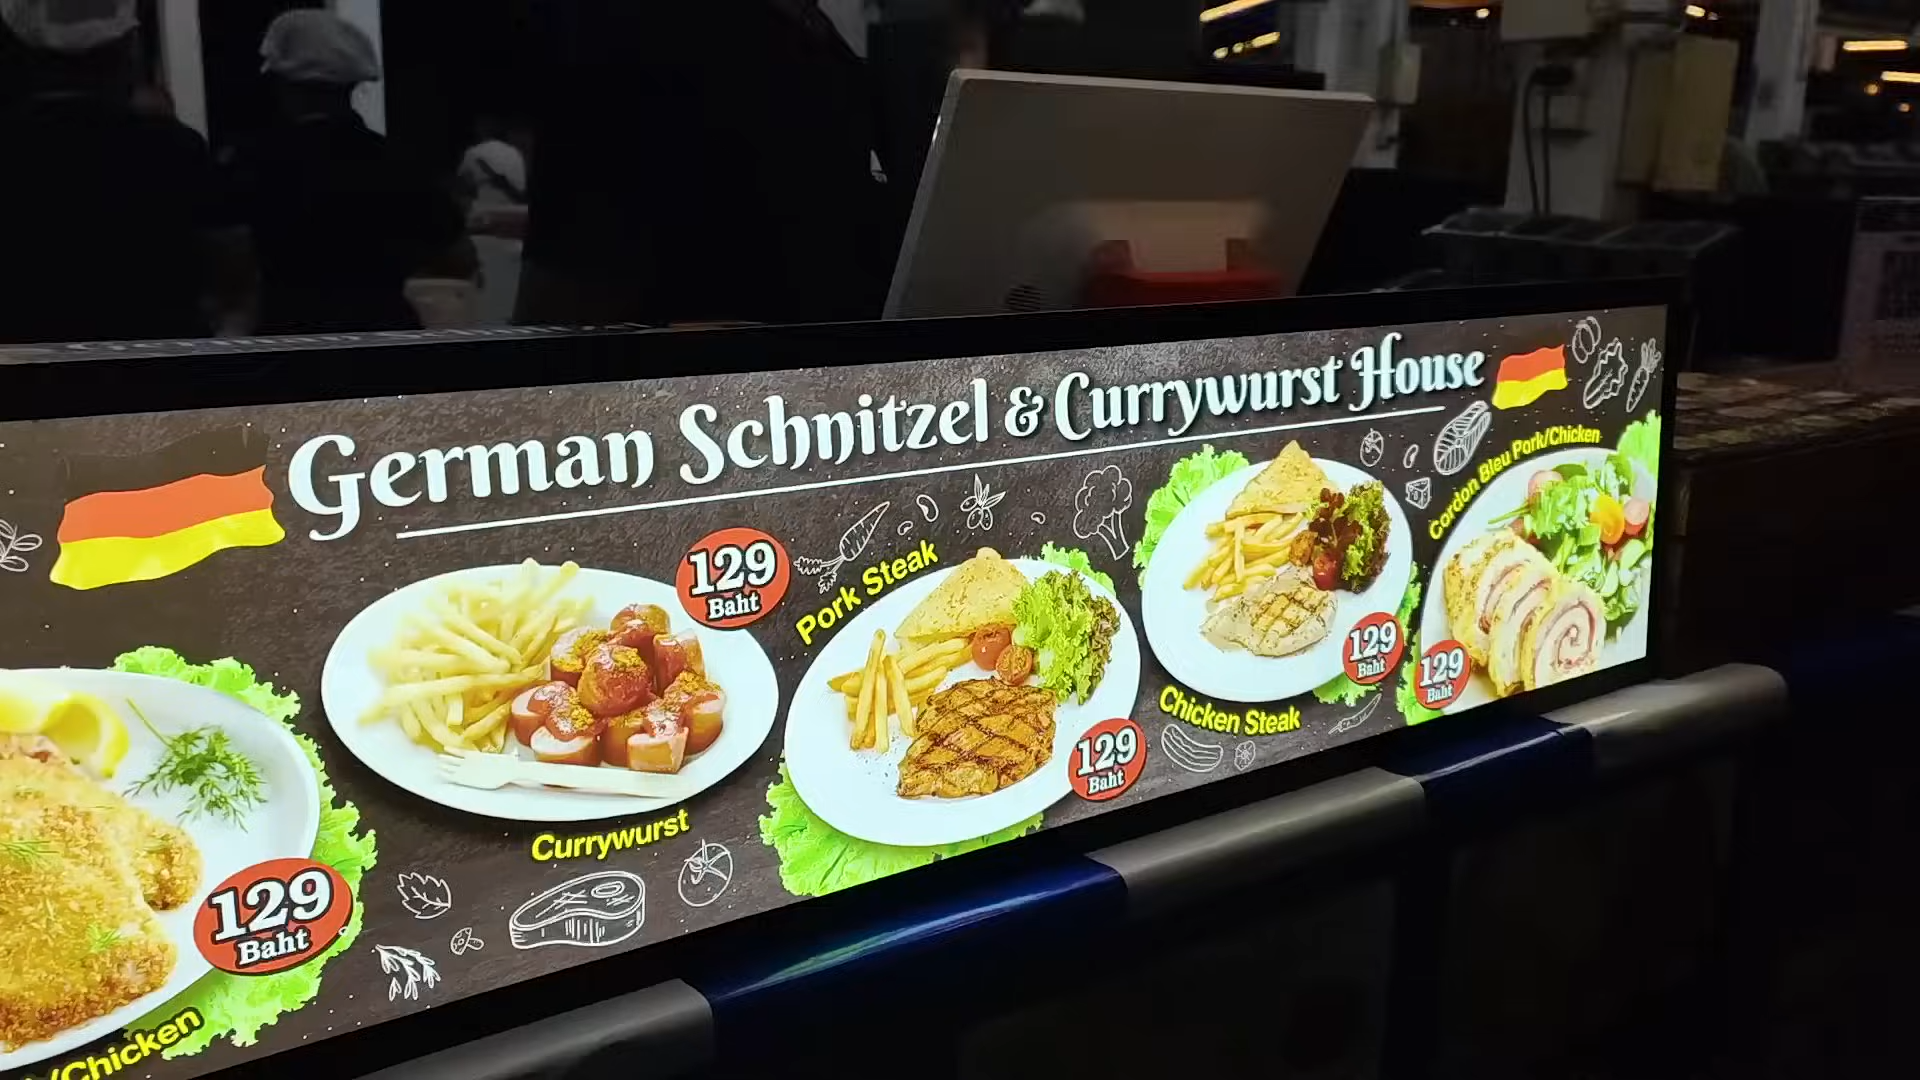 German Schnitzel & Currywurst House
129
Baht
/Chicken
129
Baht
Currywurst
Pork Steak
129
Baht
Chicken Steak
129
Baht
Cordon Bleu Pork/Chicken
129
Baht